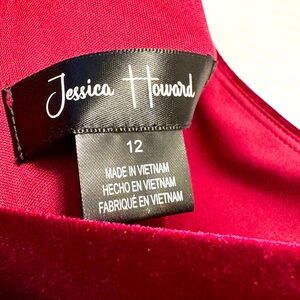 Jessica Howard
12
MADE IN VIETNAM
HECHO EN VIETNAM
FABRIQUÉ EN VIETNAM